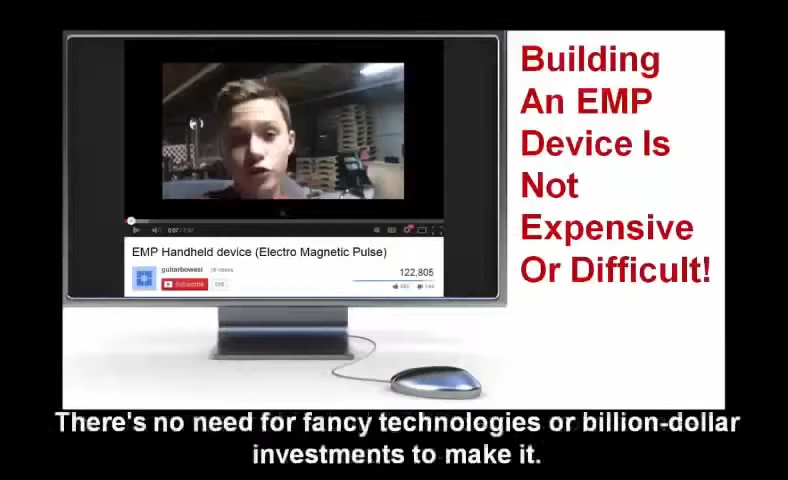 Building
An EMP
Device Is
Not
Expensive
Or Difficult!
EMP Handheld device (Electro Magnetic Pulse)
guitarbowest
Subscribe
122,805
There's no need for fancy technologies or billion-dollar
investments to make it.